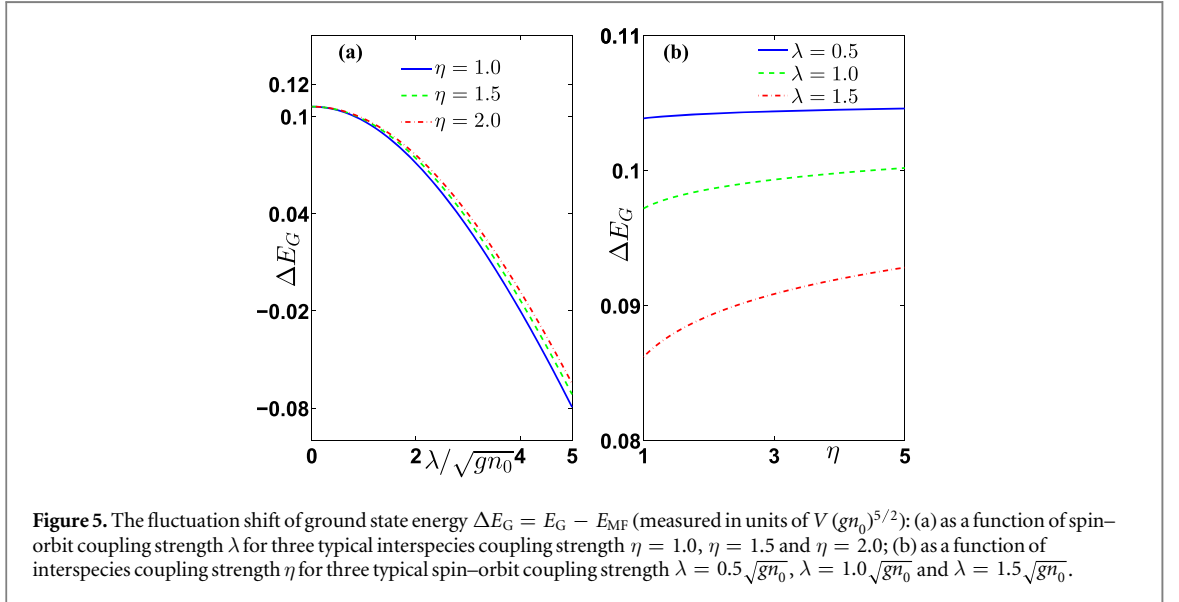 (a)
η = 1.0
η = 1.5
η = 2.0
0.12
0.1
0.04
−0.02
−0.08
ΔE_G
0 2 4 5
λ/√gn₀
(b)
λ = 0.5
λ = 1.0
λ = 1.5
0.11
0.1
0.09
0.08
ΔE_G
1 3 5
η
Figure 5. The fluctuation shift of ground state energy ΔE_G = E_G − E_MF (measured in units of V (gn₀)^5/2): (a) as a function of spin–
orbit coupling strength λ for three typical interspecies coupling strength η = 1.0, η = 1.5 and η = 2.0; (b) as a function of
interspecies coupling strength η for three typical spin–orbit coupling strength λ = 0.5√gn₀, λ = 1.0√gn₀ and λ = 1.5√gn₀.